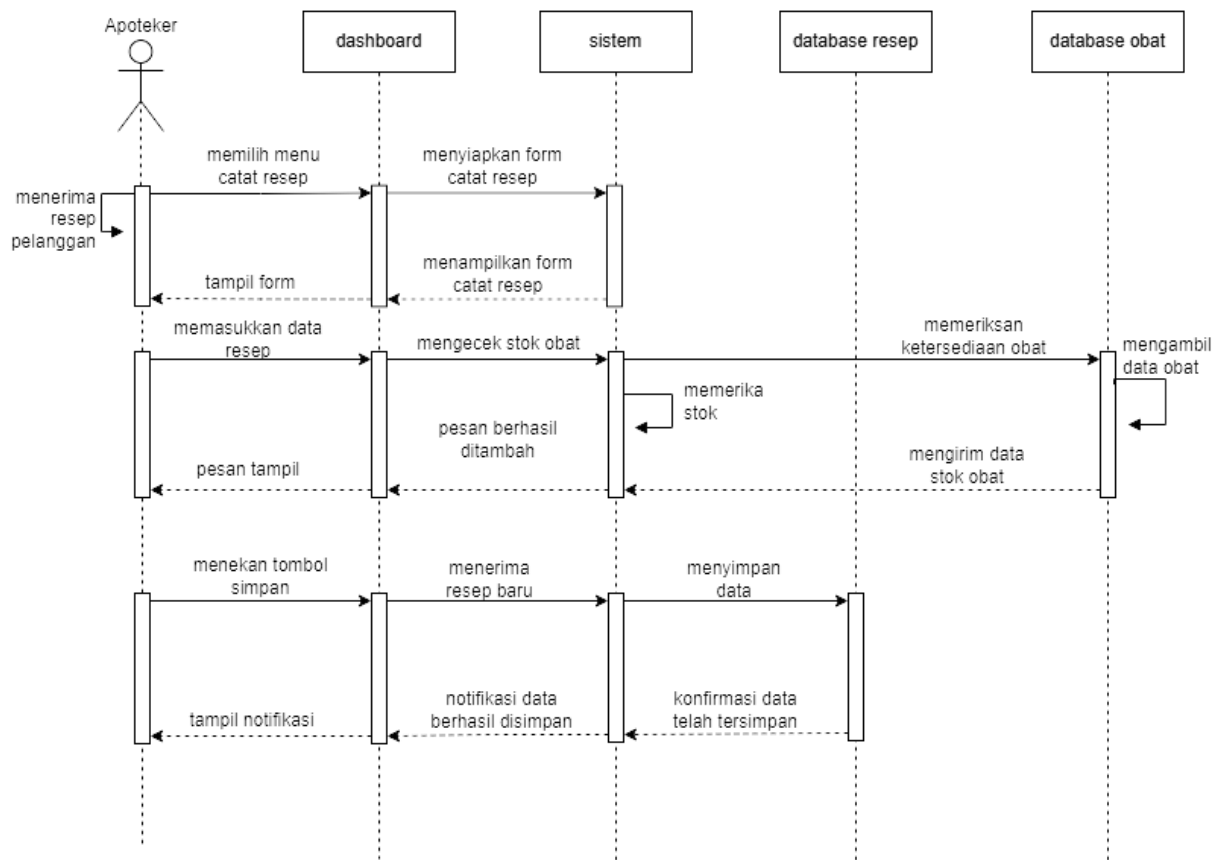 Apoteker
dashboard
sistem
database resep
database obat
memilih menu
catat resep
menyiapkan form
catat resep
menerima
resep
pelanggan
menampilkan form
catat resep
tampil form
memasukkan data
resep
mengecek stok obat
memeriksan
ketersediaan obat
mengambil
data obat
memerika
stok
pesan berhasil
ditambah
mengirim data
stok obat
pesan tampil
menekan tombol
simpan
menerima
resep baru
menyimpan
data
notifikasi data
berhasil disimpan
konfirmasi data
telah tersimpan
tampil notifikasi